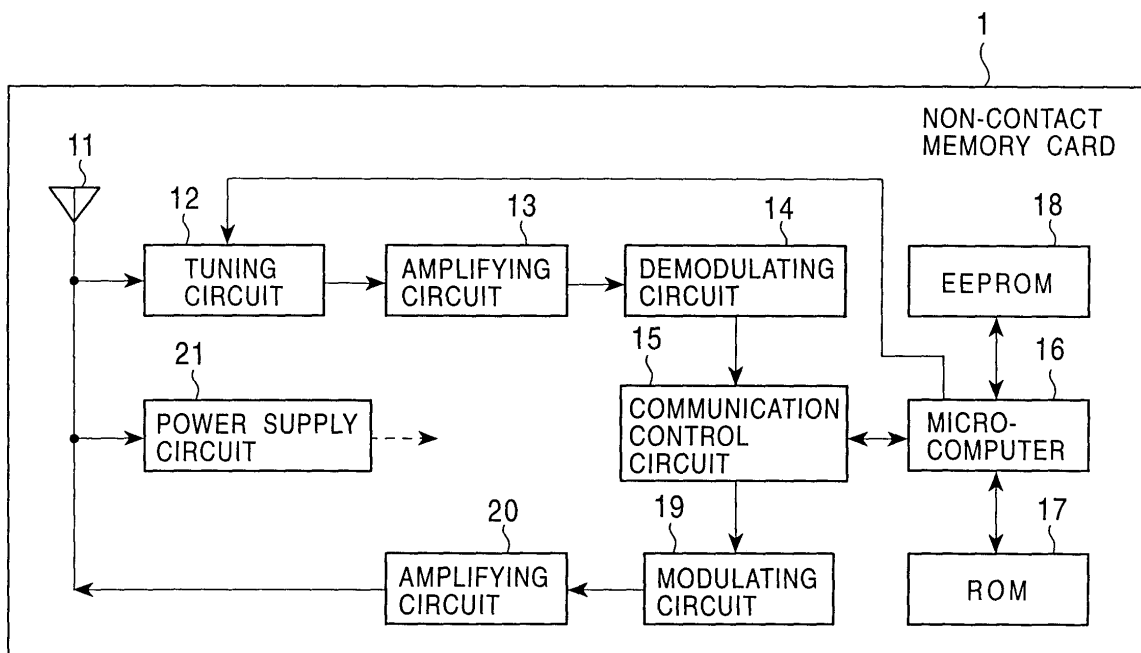 1
NON-CONTACT
MEMORY CARD
11
12
TUNING
CIRCUIT
13
AMPLIFYING
CIRCUIT
14
DEMODULATING
CIRCUIT
18
EEPROM
21
POWER SUPPLY
CIRCUIT
15
COMMUNICATION
CONTROL
CIRCUIT
16
MICRO-
COMPUTER
20
AMPLIFYING
CIRCUIT
19
MODULATING
CIRCUIT
17
ROM